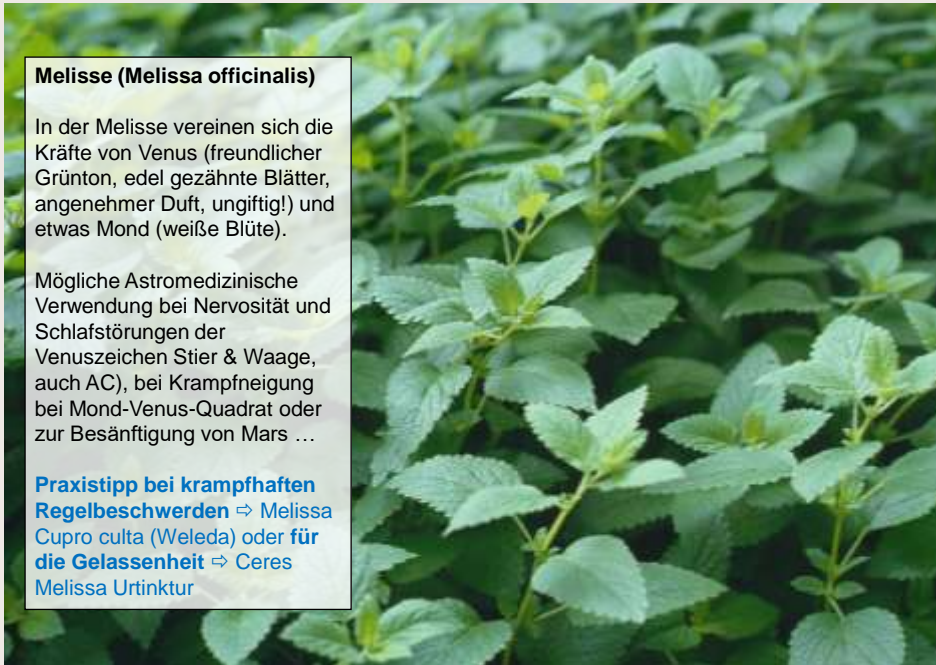 Melisse (Melissa officinalis)
In der Melisse vereinen sich die
Kräfte von Venus (freundlicher
Grünton, edel gezähnte Blätter,
angenehmer Duft, ungiftig!) und
etwas Mond (weiße Blüte).
Mögliche Astromedizinische
Verwendung bei Nervosität und
Schlafstörungen der
Venuszeichen Stier & Waage,
auch AC), bei Krampfneigung
bei Mond-Venus-Quadrat oder
zur Besänftigung von Mars …
Praxistipp bei krampfhaften
Regelbeschwerden ⇨ Melissa
Cupro culta (Weleda) oder für
die Gelassenheit ⇨ Ceres
Melissa Urtinktur